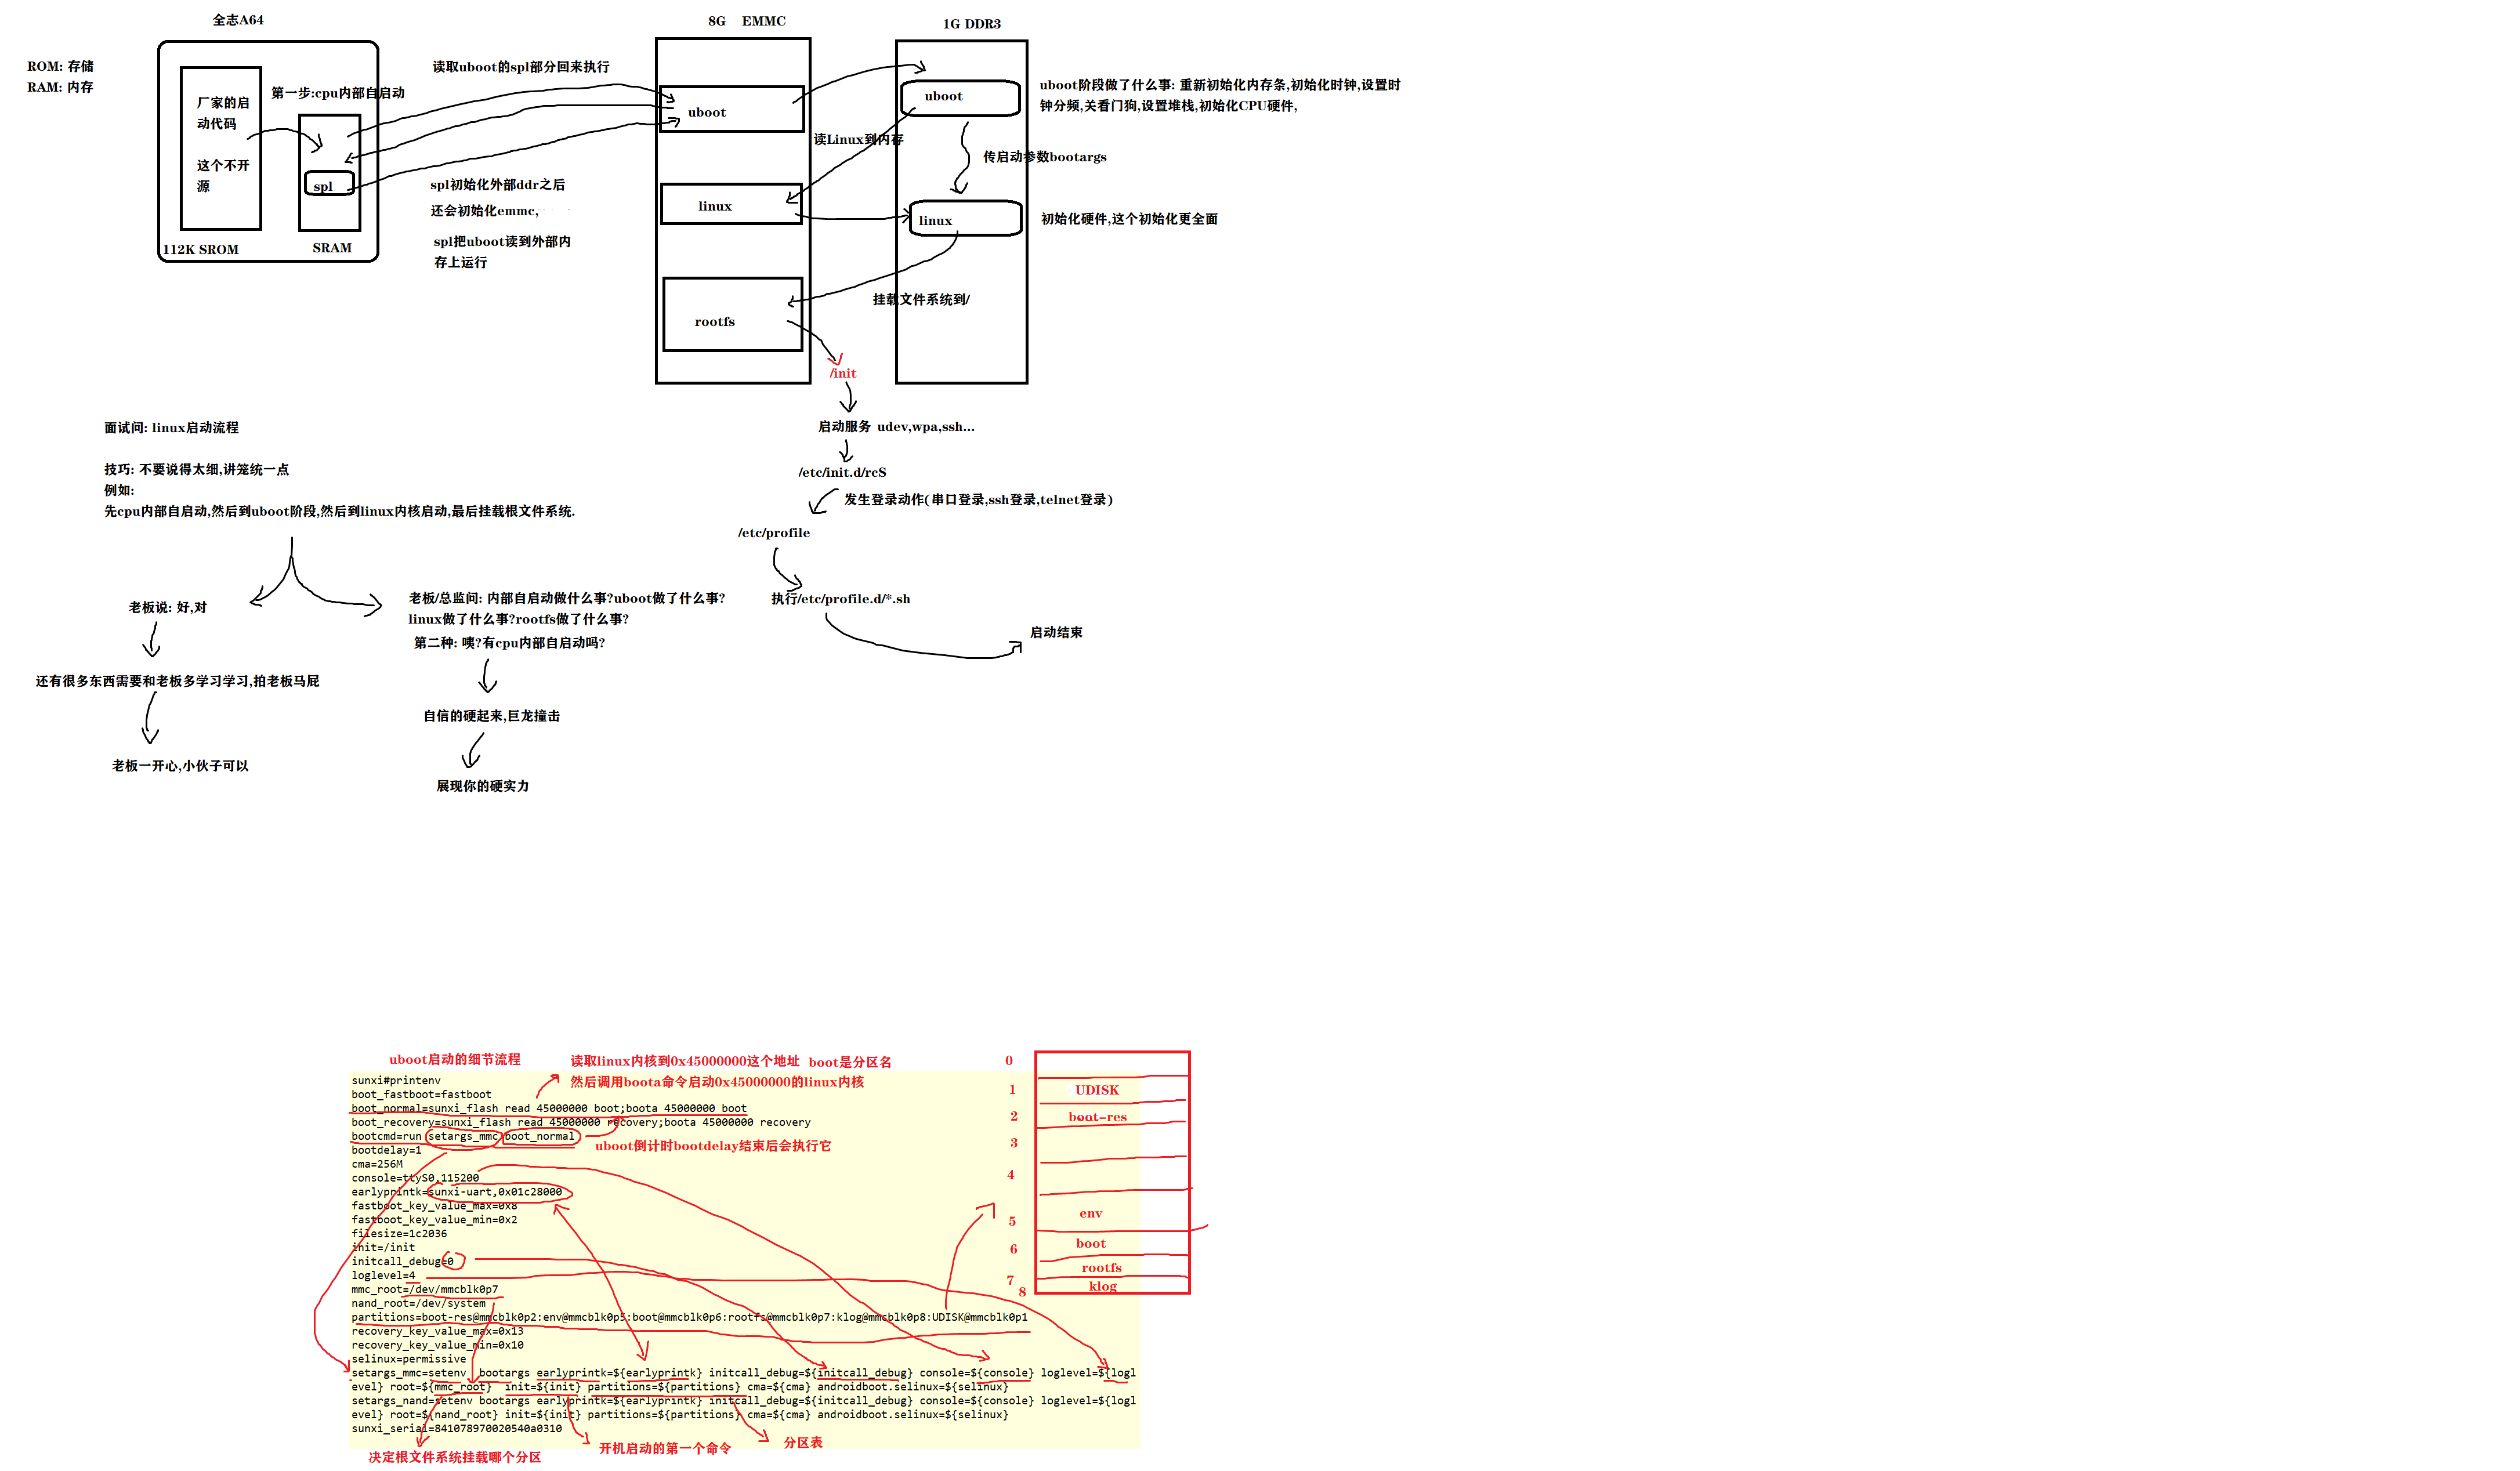 全志A64
8G EMMC
1G DDR3
ROM: 存储
RAM: 内存
厂家的启
动代码
这个不开
源
112K SROM
第一步:cpu内部自启动
spl
SRAM
读取uboot的spl部分回来执行
spl初始化外部ddr之后
还会初始化emmc,
spl把uboot读到外部内
存上运行
uboot
linux
rootfs
读Linux到内存
uboot
linux
uboot阶段做了什么事: 重新初始化内存条,初始化时钟,设置时
钟分频,关看门狗,设置堆栈,初始化CPU硬件,
传启动参数bootargs
初始化硬件,这个初始化更全面
挂载文件系统到/
/init
启动服务 udev,wpa,ssh...
/etc/init.d/rcS
发生登录动作(串口登录,ssh登录,telnet登录)
/etc/profile
执行/etc/profile.d/*.sh
启动结束
面试问: linux启动流程
技巧: 不要说得太细,讲笼统一点
例如:
先cpu内部自启动,然后到uboot阶段,然后到linux内核启动,最后挂载根文件系统.
老板说: 好,对
还有很多东西需要和老板多学习学习,拍老板马屁
老板一开心,小伙子可以
老板/总监问: 内部自启动做什么事?uboot做了什么事?
linux做了什么事?rootfs做了什么事?
第二种: 咦?有cpu内部自启动吗?
自信的硬起来,巨龙撞击
展现你的硬实力
uboot启动的细节流程
读取linux内核到0x45000000这个地址 boot是分区名
然后调用boota命令启动0x45000000的linux内核
sunxi#printenv
boot_fastboot=fastboot
boot_normal=sunxi_flash read 45000000 boot;boota 45000000 boot
boot_recovery=sunxi_flash read 45000000 recovery;boota 45000000 recovery
bootcmd=run setargs_mmc boot_normal
uboot倒计时bootdelay结束后会执行它
bootdelay=1
cma=256M
console=ttyS0,115200
earlyprintk=sunxi-uart,0x01c28000
fastboot_key_value_max=0x8
fastboot_key_value_min=0x2
filesize=1c2036
init=/init
initcall_debug=0
loglevel=4
mmc_root=/dev/mmcblk0p7
nand_root=/dev/system
partitions=boot-res@mmcblk0p2:env@mmcblk0p5:boot@mmcblk0p6:rootfs@mmcblk0p7:klog@mmcblk0p8:UDISK@mmcblk0p1
recovery_key_value_max=0x13
recovery_key_value_min=0x10
selinux=permissive
setargs_mmc=setenv bootargs earlyprintk=${earlyprintk} initcall_debug=${initcall_debug} console=${console} loglevel=${logl
evel} root=${mmc_root} init=${init} partitions=${partitions} cma=${cma} androidboot.selinux=${selinux}
setargs_nand=setenv bootargs earlyprintk=${earlyprintk} initcall_debug=${initcall_debug} console=${console} loglevel=${logl
evel} root=${nand_root} init=${init} partitions=${partitions} cma=${cma} androidboot.selinux=${selinux}
sunxi_serial=841078970020540a0310
决定根文件系统挂载哪个分区
开机启动的第一个命令
分区表
0
1 UDISK
2 boot-res
3
4
5 env
6 boot
7 rootfs
8 klog